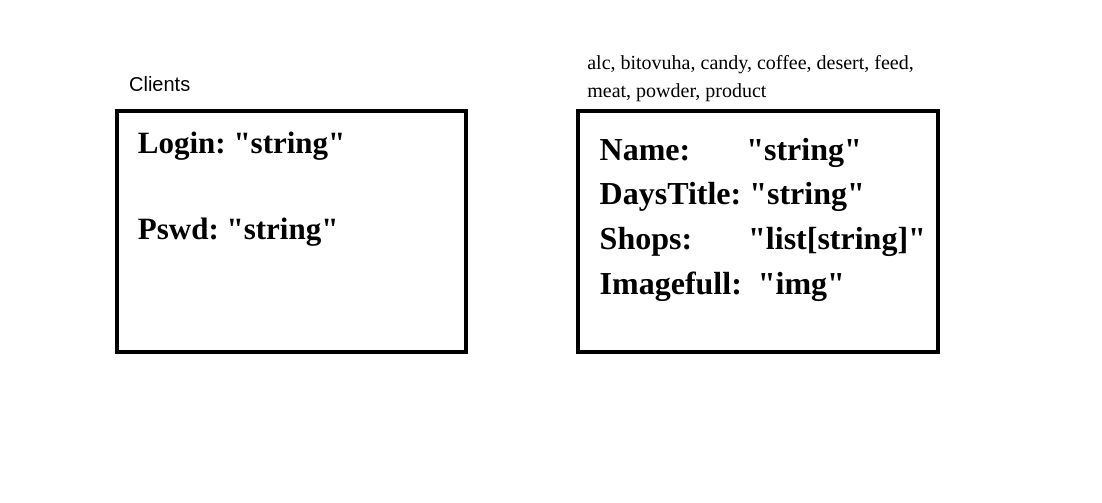 Clients
Login: "string"
Pswd: "string"
alc, bitovuha, candy, coffee, desert, feed,
meat, powder, product
Name: "string"
DaysTitle: "string"
Shops: "list[string]"
Imagefull: "img"